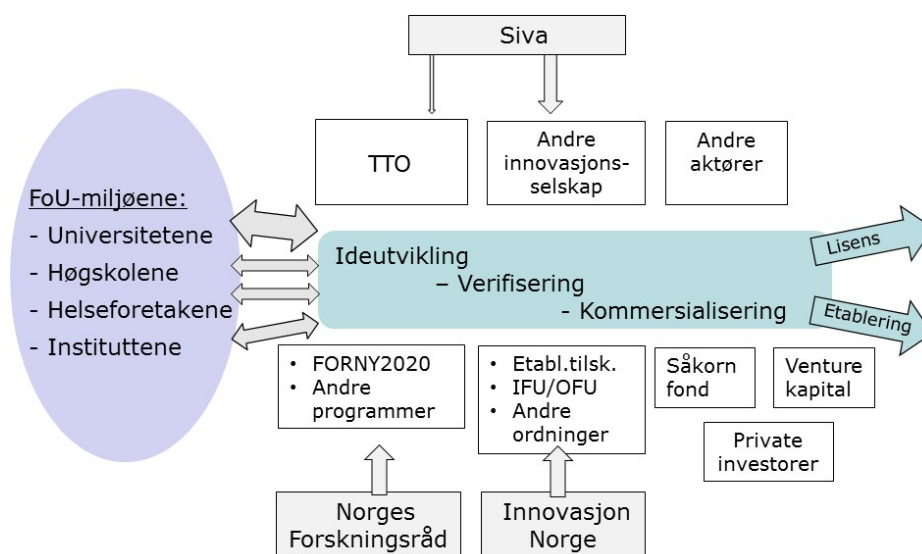 Siva
TTO
Andre
innovasjons-
selskap
Andre
aktører
FoU-miljøene:
- Universitetene
- Høgskolene
- Helseforetakene
- Instituttene
Ideutvikling
– Verifisering
- Kommersialisering
Lisens
Etablering
• FORNY2020
• Andre
programmer
• Etabl.tilsk.
• IFU/OFU
• Andre
ordninger
Såkorn
fond
Venture
kapital
Private
investorer
Norges
Forskningsråd
Innovasjon
Norge